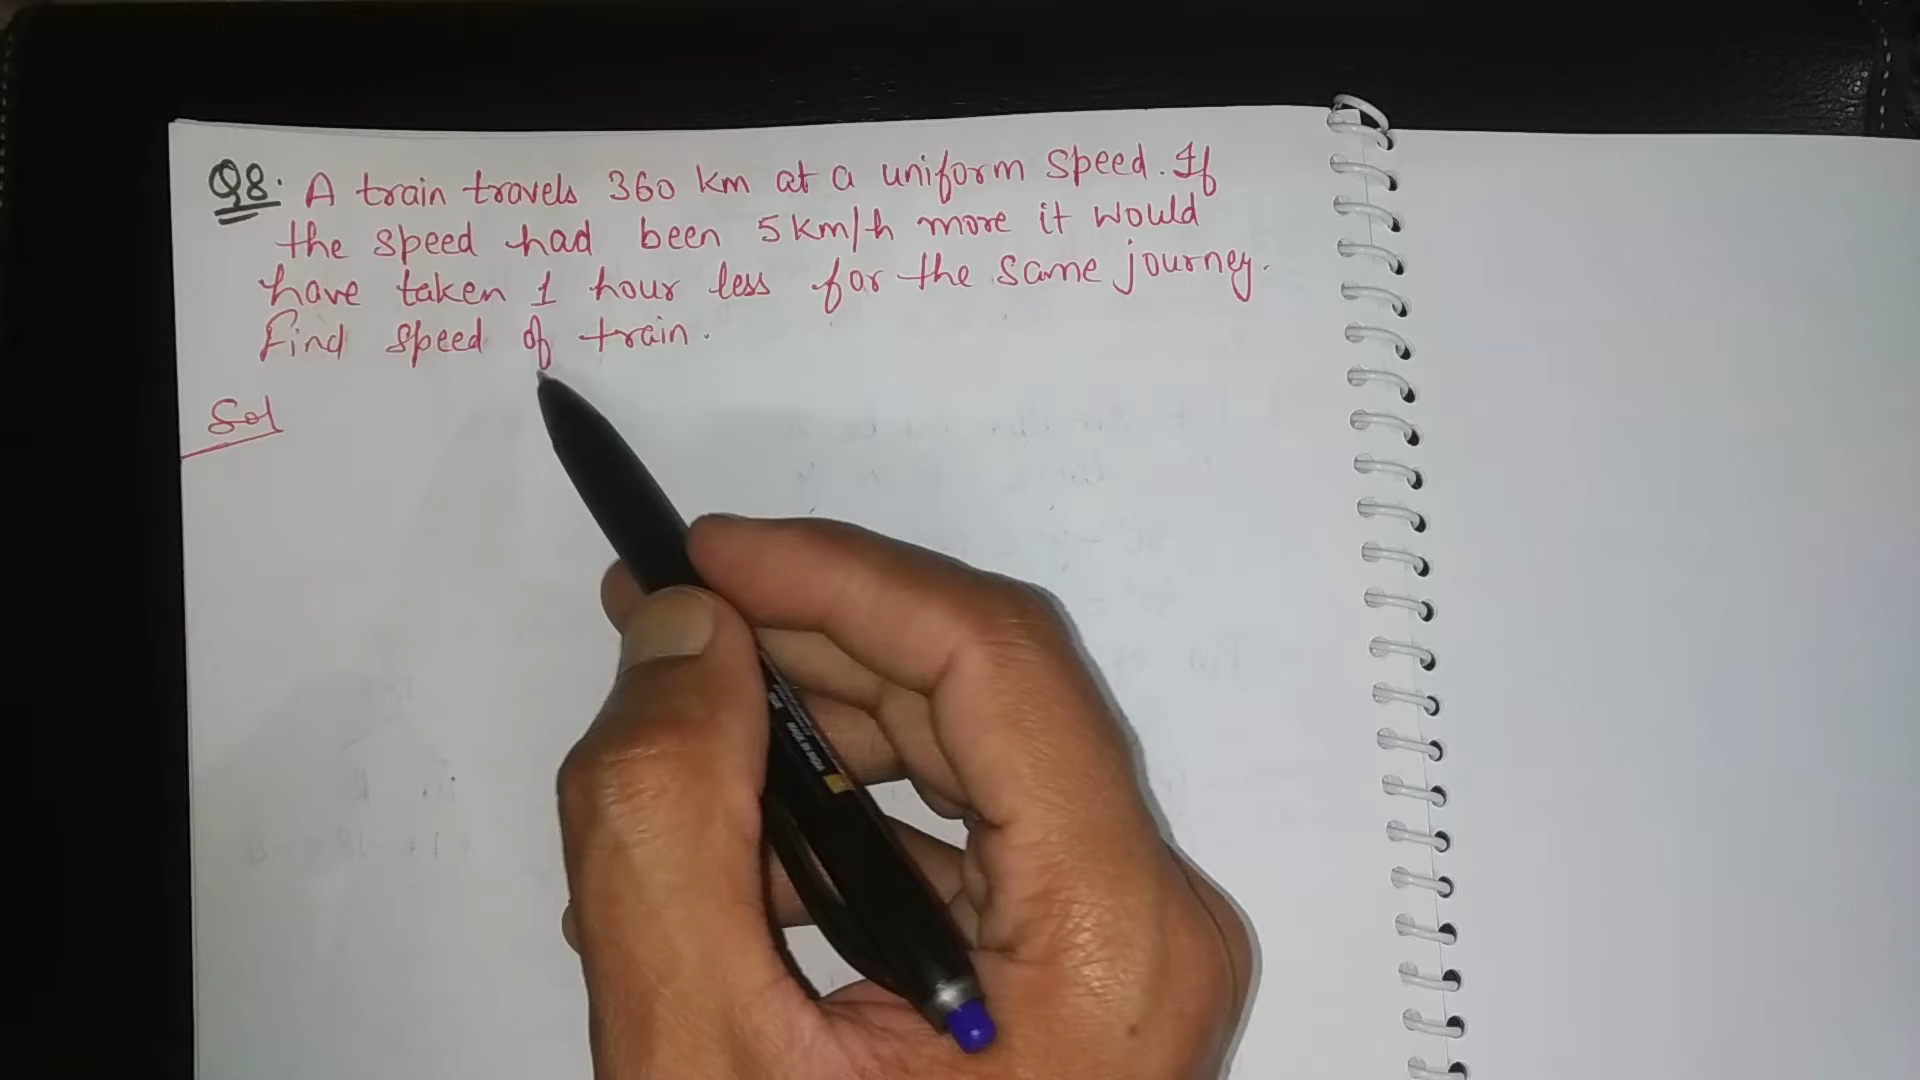 Q8. A train travels 360 km at a uniform speed. If
the speed had been 5 km/h more it would
have taken 1 hour less for the same journey.
Find speed of train.
Sol